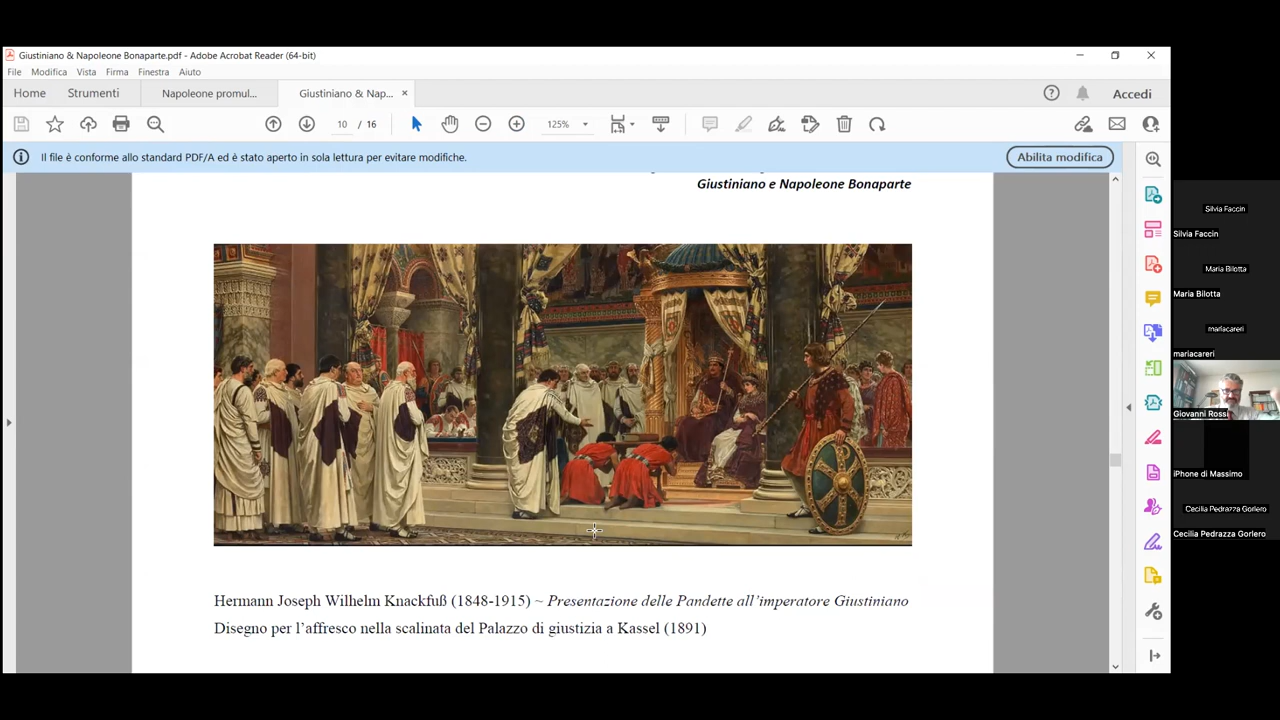 Giustiniano & Napoleone Bonaparte.pdf - Adobe Acrobat Reader (64-bit)
File Modifica Vista Firma Finestra Aiuto
Home Strumenti Napoleone promul... Giustiniano & Nap... × Accedi
10 / 16 125%
Il file è conforme allo standard PDF/A ed è stato aperto in sola lettura per evitare modifiche. Abilita modifica
Giustiniano e Napoleone Bonaparte
Hermann Joseph Wilhelm Knackfuß (1848-1915) ~ Presentazione delle Pandette all’imperatore Giustiniano
Disegno per l’affresco nella scalinata del Palazzo di giustizia a Kassel (1891)
Silvia Faccin
Silvia Faccin
Maria Bilotta
Maria Bilotta
mariacareri
mariacareri
Giovanni Rossi
iPhone di Massimo
Cecilia Pedrazza Gorlero
Cecilia Pedrazza Gorlero